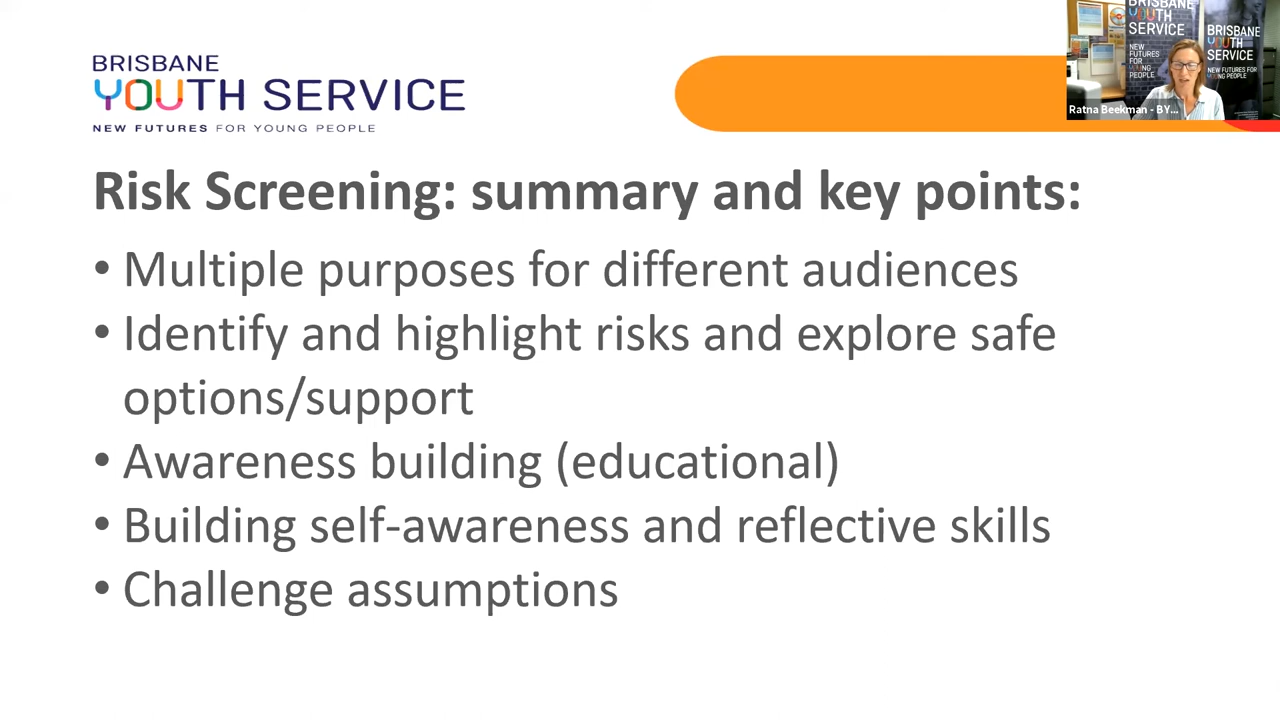 BRISBANE
YOUTH SERVICE
NEW FUTURES FOR YOUNG PEOPLE
BRISBANE
YOUTH
SERVICE
NEW
FUTURES
FOR
YOUNG
PEOPLE
BRISBANE
YOUTH
SERVICE
NEW FUTURES FOR
YOUNG PEOPLE
Ratna Beekman - BY...
Risk Screening: summary and key points:
• Multiple purposes for different audiences
• Identify and highlight risks and explore safe
options/support
• Awareness building (educational)
• Building self-awareness and reflective skills
• Challenge assumptions